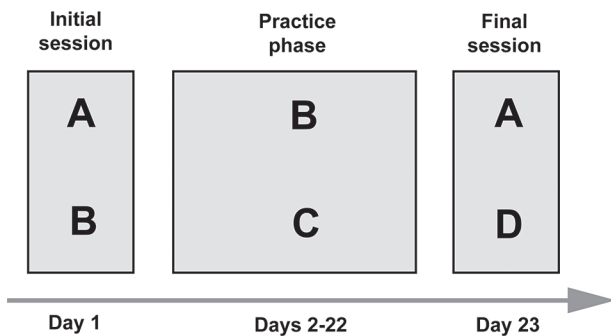 Initial
session
Practice
phase
Final
session
A
B
A
B
C
D
Day 1
Days 2-22
Day 23